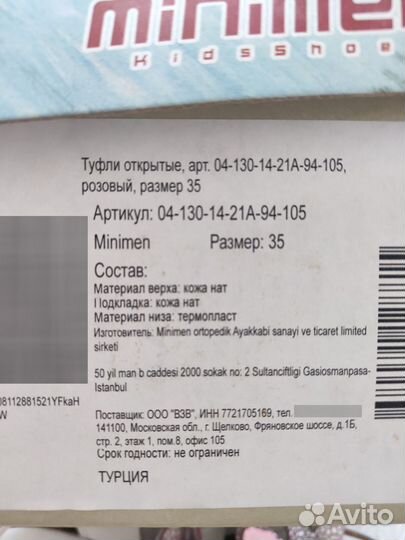 minimen
KidsShoe
Туфли открытые, арт. 04-130-14-21А-94-105,
розовый, размер 35
Артикул: 04-130-14-21А-94-105
Minimen Размер: 35
Состав:
Материал верха: кожа нат
Подкладка: кожа нат
Материал низа: термопласт
Изготовитель: Minimen ortopedik Ayakkabi sanayi ve ticaret limited
sirketi
50 yil man b caddesi 2000 sokak no: 2 Sultanciftligi Gasiosmanpasa-
Istanbul
08112881521YFkaH
W
Поставщик: ООО "ВЗВ", ИНН 7721705169, тел.
141100, Московская обл., г. Щелково, Фряновское шоссе, д.1Б,
стр. 2, этаж 1, пом.8, офис 105
Срок годности: не ограничен
ТУРЦИЯ
Avito